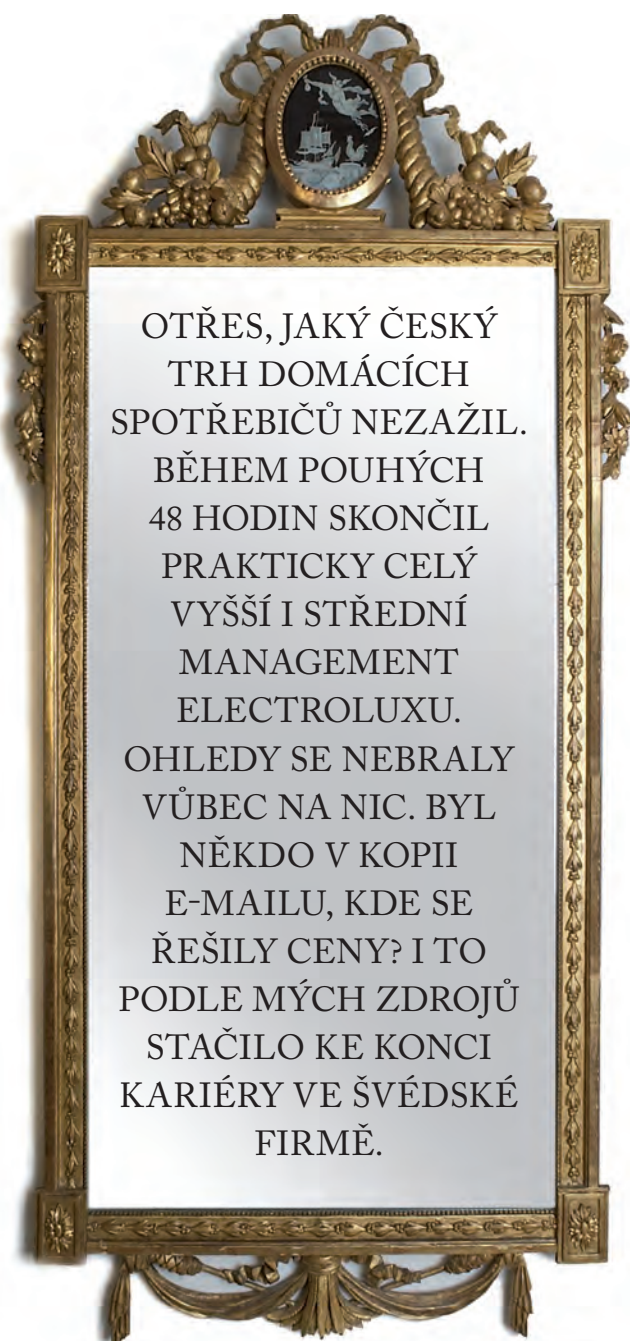 OTŘES, JAKÝ ČESKÝ
TRH DOMÁCÍCH
SPOTŘEBIČŮ NEZAŽIL.
BĚHEM POUHÝCH
48 HODIN SKONČIL
PRAKTICKY CELÝ
VYŠŠÍ I STŘEDNÍ
MANAGEMENT
ELECTROLUXU.
OHLEDY SE NEBRALY
VŮBEC NA NIC. BYL
NĚKDO V KOPII
E-MAILU, KDE SE
ŘEŠILY CENY? I TO
PODLE MÝCH ZDROJŮ
STAČILO KE KONCI
KARIÉRY VE ŠVÉDSKÉ
FIRMĚ.